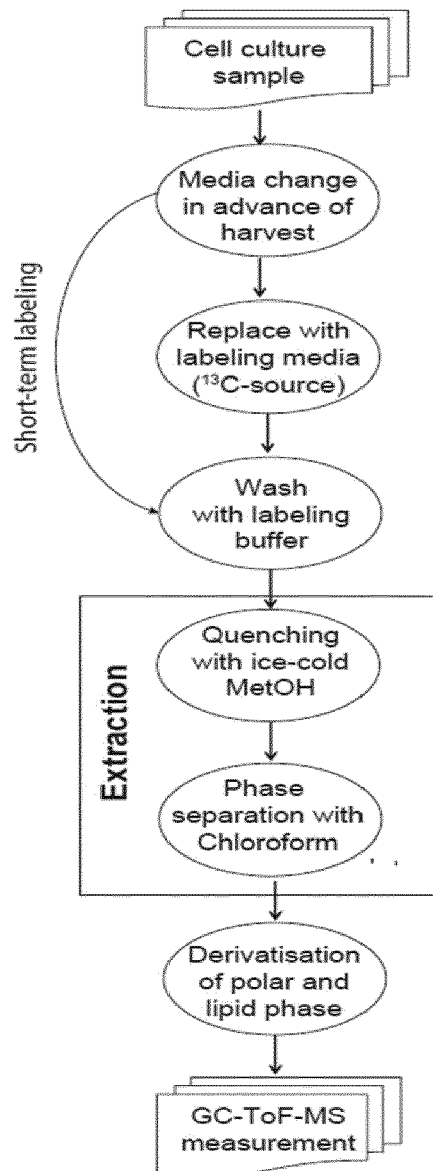 Cell culture
sample
Media change
in advance of
harvest
Short-term labeling
Replace with
labeling media
(¹³C-source)
Wash
with labeling
buffer
Extraction
Quenching
with ice-cold
MetOH
Phase
separation with
Chloroform
Derivatisation
of polar and
lipid phase
GC-ToF-MS
measurement